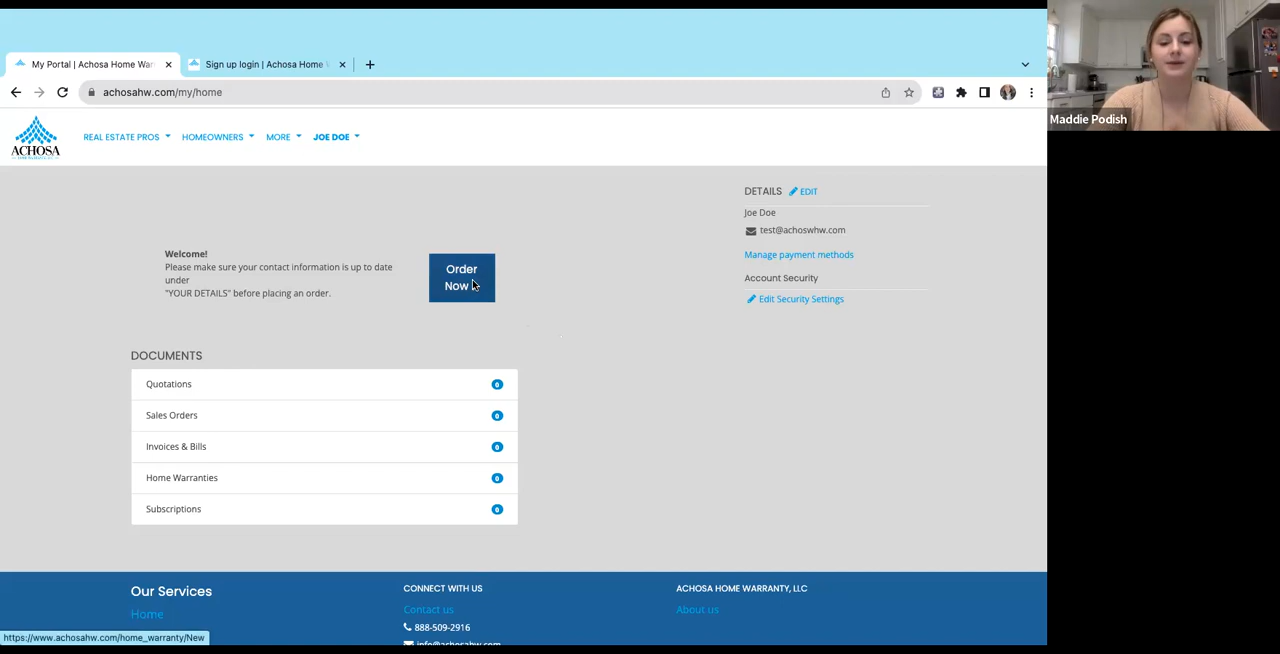 My Portal | Achosa Home War
Sign up login | Achosa Home
achosahw.com/my/home
Maddie Podish
ACHOSA
REAL ESTATE PROS
HOMEOWNERS
MORE
JOE DOE
DETAILS EDIT
Joe Doe
test@achoswhw.com
Manage payment methods
Account Security
Edit Security Settings
Welcome!
Please make sure your contact information is up to date
under
"YOUR DETAILS" before placing an order.
Order
Now
DOCUMENTS
Quotations 0
Sales Orders 0
Invoices & Bills 0
Home Warranties 0
Subscriptions 0
Our Services
Home
CONNECT WITH US
Contact us
888-509-2916
info@achosahw.com
ACHOSA HOME WARRANTY, LLC
About us
https://www.achosahw.com/home_warranty/New